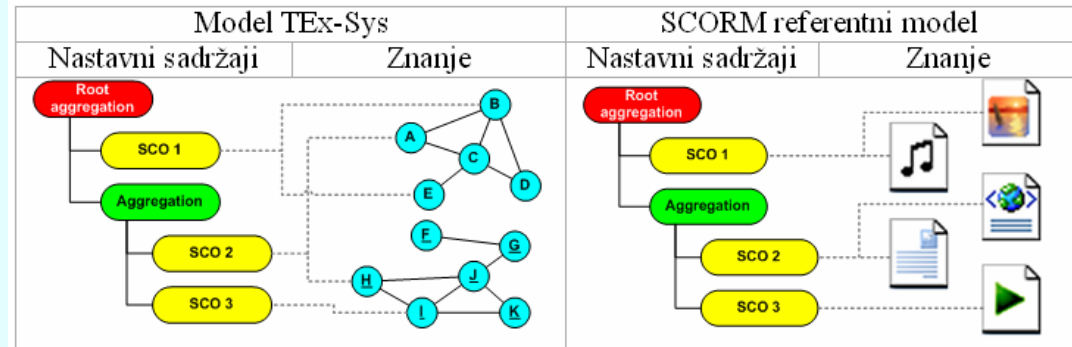 Model TEx-Sys
SCORM referentni model
Nastavni sadržaji
Znanje
Nastavni sadržaji
Znanje
Root
aggregation
SCO 1
Aggregation
SCO 2
SCO 3
B
A
C
D
E
F
G
H
J
I
K
Root
aggregation
SCO 1
Aggregation
SCO 2
SCO 3